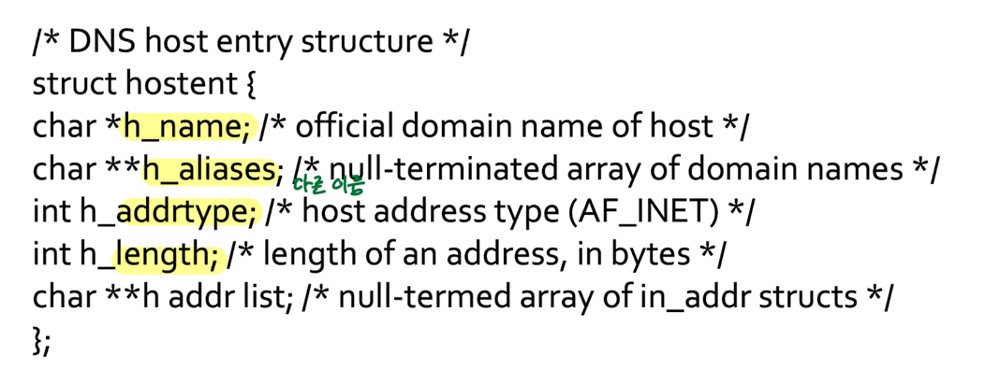 /* DNS host entry structure */
struct hostent {
char *h_name; /* official domain name of host */
char **h_aliases; /* null-terminated array of domain names */
다른 이름
int h_addrtype; /* host address type (AF_INET) */
int h_length; /* length of an address, in bytes */
char **h addr list; /* null-termed array of in_addr structs */
};